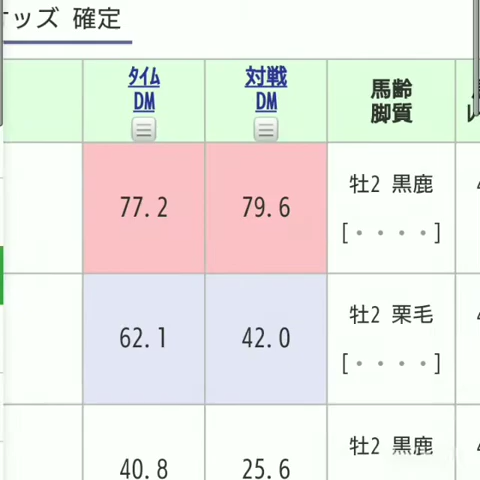 オッズ 確定
タイム
DM
対戦
DM
馬齢
脚質
77.2
79.6
牡2 黒鹿
[・・・・]
62.1
42.0
牡2 栗毛
[・・・・]
40.8
25.6
牡2 黒鹿